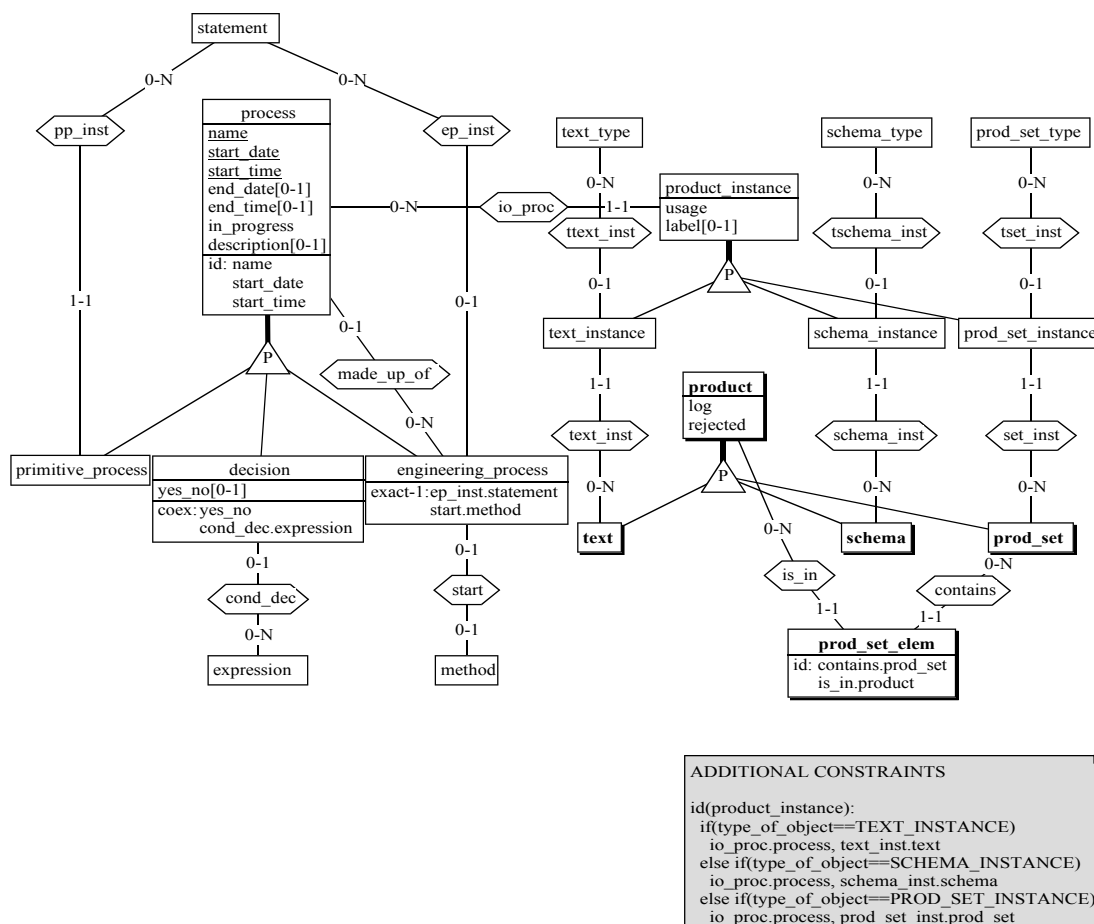 statement
0-N
0-N
process
name
start_date
start_time
end_date[0-1]
end_time[0-1]
in_progress
description[0-1]
id: name
start_date
start_time
pp_inst
ep_inst
text_type
schema_type
prod_set_type
0-N
0-N
0-N
product_instance
usage
label[0-1]
0-N
io_proc
1-1
ttext_inst
tschema_inst
tset_inst
1-1
0-1
P
0-1
0-1
0-1
0-1
text_instance
schema_instance
prod_set_instance
P
made_up_of
product
log
rejected
1-1
1-1
1-1
0-N
text_inst
schema_inst
set_inst
primitive_process
decision
yes_no[0-1]
coex: yes_no
cond_dec.expression
engineering_process
exact-1: ep_inst.statement
start.method
P
0-N
0-N
0-N
text
schema
prod_set
0-N
0-N
0-1
0-1
is_in
contains
cond_dec
start
1-1
1-1
0-N
0-1
prod_set_elem
id: contains.prod_set
is_in.product
expression
method
ADDITIONAL CONSTRAINTS
id(product_instance):
if(type_of_object==TEXT_INSTANCE)
io_proc.process, text_inst.text
else if(type_of_object==SCHEMA_INSTANCE)
io_proc.process, schema_inst.schema
else if(type_of_object==PROD_SET_INSTANCE)
io_proc.process, prod_set_inst.prod_set